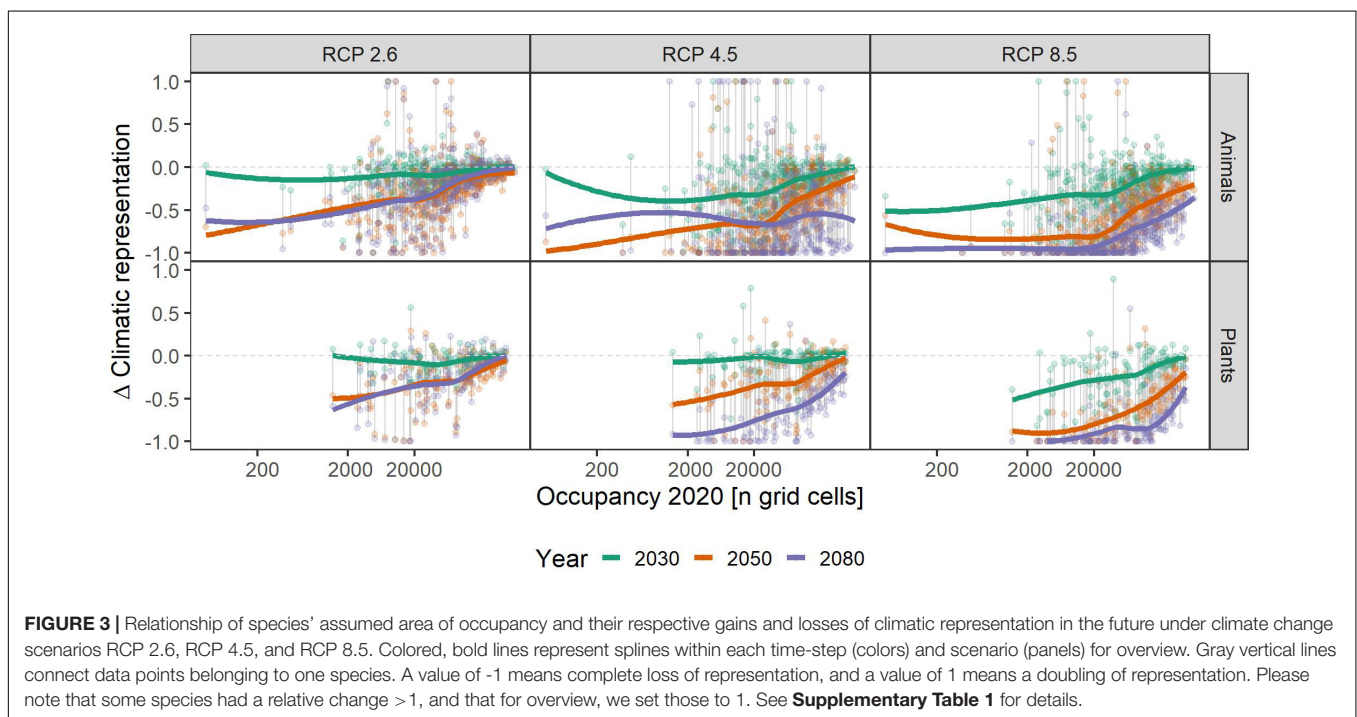 RCP 2.6 RCP 4.5 RCP 8.5
1.0
0.5
0.0
-0.5
-1.0
Animals
1.0
0.5
0.0
-0.5
-1.0
Plants
Δ Climatic representation
200 2000 20000 200 2000 20000 200 2000 20000
Occupancy 2020 [n grid cells]
Year 2030 2050 2080
FIGURE 3 | Relationship of species' assumed area of occupancy and their respective gains and losses of climatic representation in the future under climate change
scenarios RCP 2.6, RCP 4.5, and RCP 8.5. Colored, bold lines represent splines within each time-step (colors) and scenario (panels) for overview. Gray vertical lines
connect data points belonging to one species. A value of -1 means complete loss of representation, and a value of 1 means a doubling of representation. Please
note that some species had a relative change >1, and that for overview, we set those to 1. See Supplementary Table 1 for details.